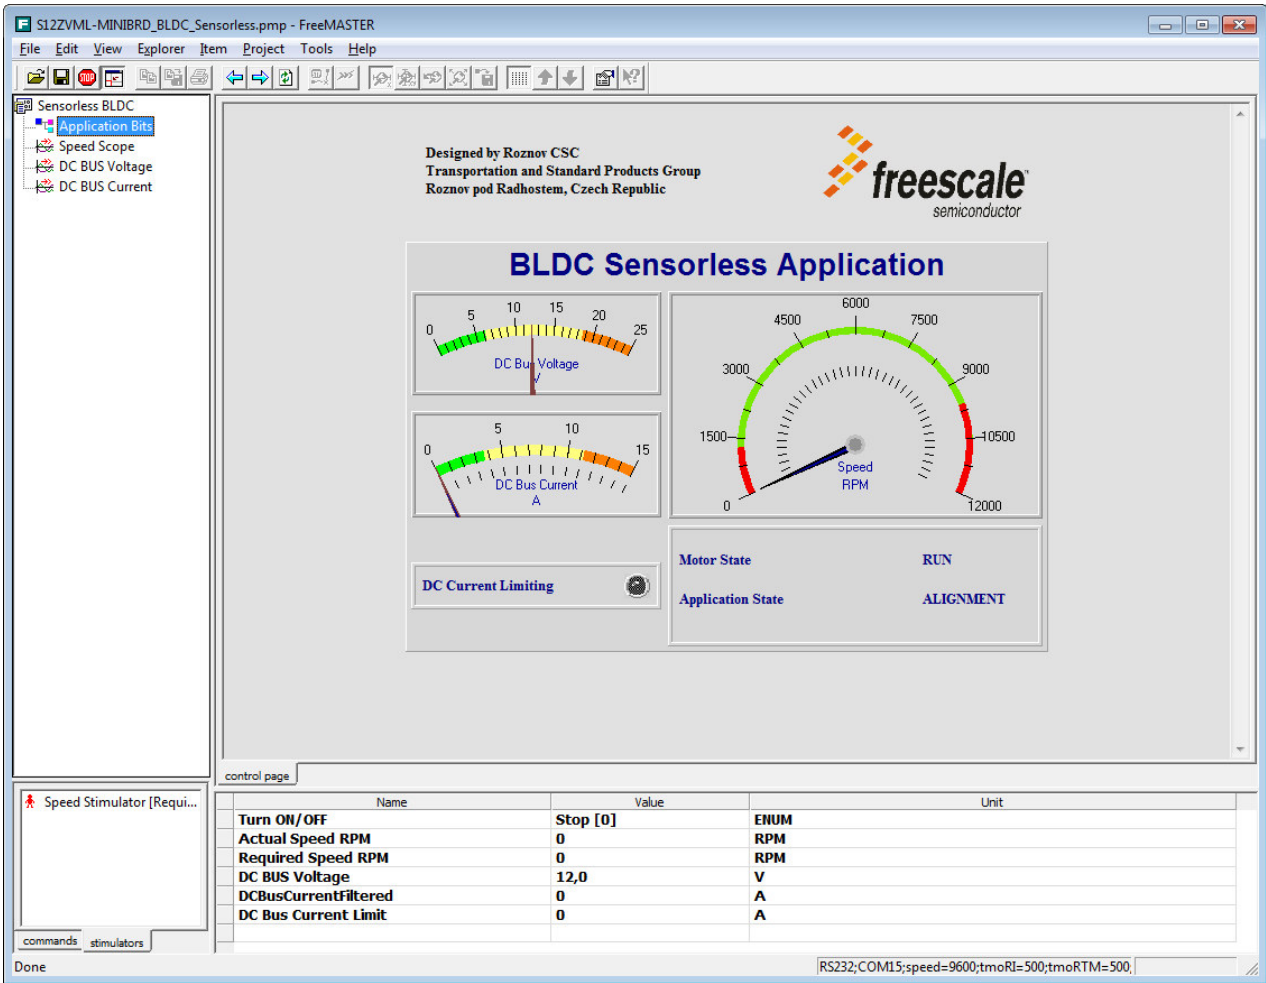 S12ZVML-MINIBRD_BLDC_Sensorless.pmp - FreeMASTER
File Edit View Explorer Item Project Tools Help
Sensorless BLDC
Application Bits
Speed Scope
DC BUS Voltage
DC BUS Current
Designed by Roznov CSC
Transportation and Standard Products Group
Roznov pod Radhostem, Czech Republic
freescale
semiconductor
BLDC Sensorless Application
0 5 10 15 20 25
DC Bus Voltage
V
0 5 10 15
DC Bus Current
A
0 1500 3000 4500 6000 7500 9000 10500 12000
Speed
RPM
DC Current Limiting
Motor State RUN
Application State ALIGNMENT
control page
Speed Stimulator [Requi...
commands stimulators
Name Value Unit
Turn ON/OFF Stop [0] ENUM
Actual Speed RPM 0 RPM
Required Speed RPM 0 RPM
DC BUS Voltage 12,0 V
DCBusCurrentFiltered 0 A
DC Bus Current Limit 0 A
Done
RS232;COM15;speed=9600;tmoRI=500;tmoRTM=500;